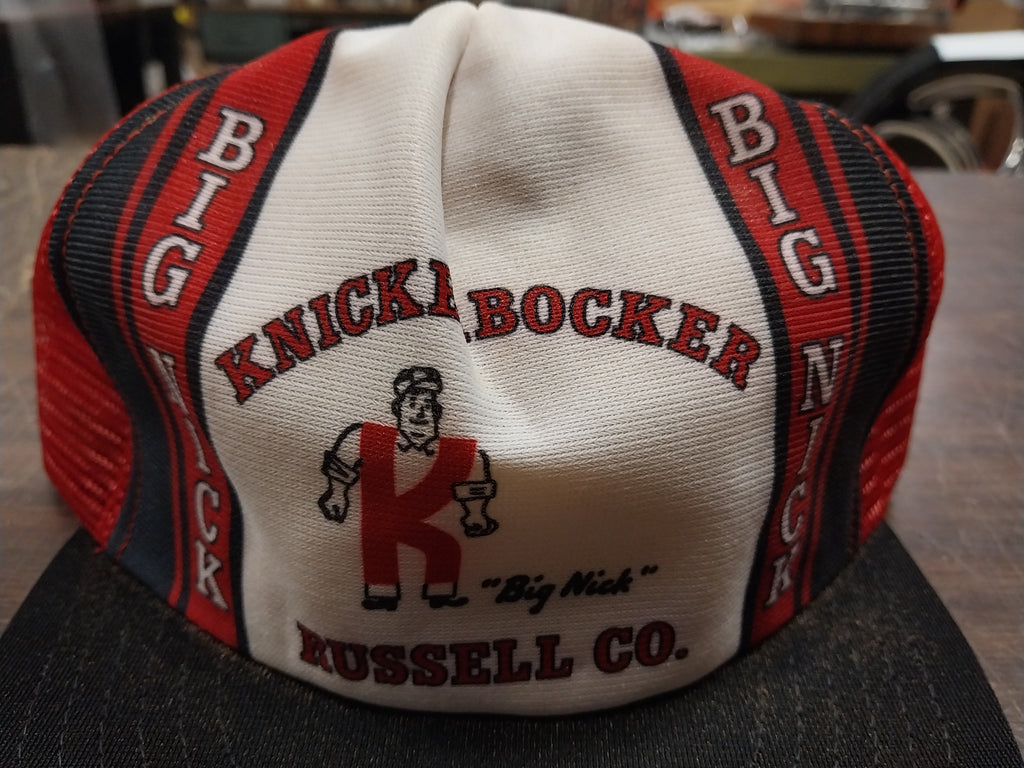 BIG NICK
KNICKERBOCKER
"Big Nick"
RUSSELL CO.
BIG NICK